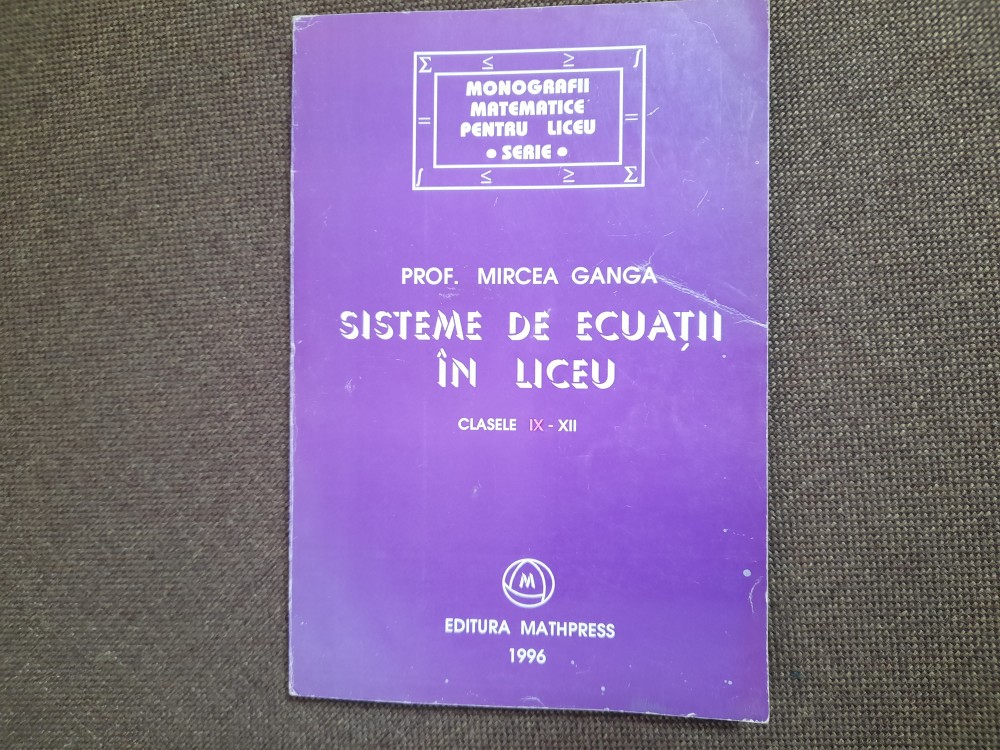 Σ ≤ ≥ ∫
MONOGRAFII
MATEMATICE
= PENTRU LICEU =
• SERIE •
∫ ≤ ≥ Σ
PROF. MIRCEA GANGA
SISTEME DE ECUAȚII
ÎN LICEU
CLASELE IX - XII
M
EDITURA MATHPRESS
1996